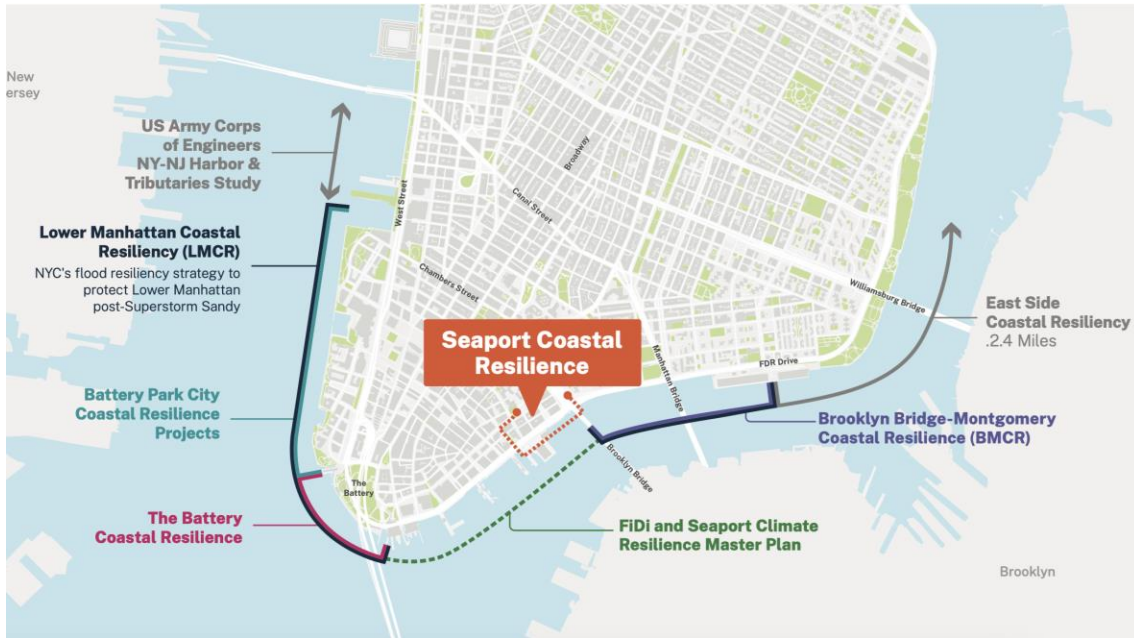 New
ersey
US Army Corps
of Engineers
NY-NJ Harbor &
Tributaries Study
Lower Manhattan Coastal
Resiliency (LMCR)
NYC's flood resiliency strategy to
protect Lower Manhattan
post-Superstorm Sandy
Battery Park City
Coastal Resilience
Projects
The Battery
Coastal Resilience
West Street
Broadway
Canal Street
Chambers Street
Seaport Coastal
Resilience
The
Battery
Manhattan Bridge
FDR Drive
Williamsburg Bridge
Brooklyn Bridge
East Side
Coastal Resiliency
.2.4 Miles
Brooklyn Bridge-Montgomery
Coastal Resilience (BMCR)
FiDi and Seaport Climate
Resilience Master Plan
Brooklyn